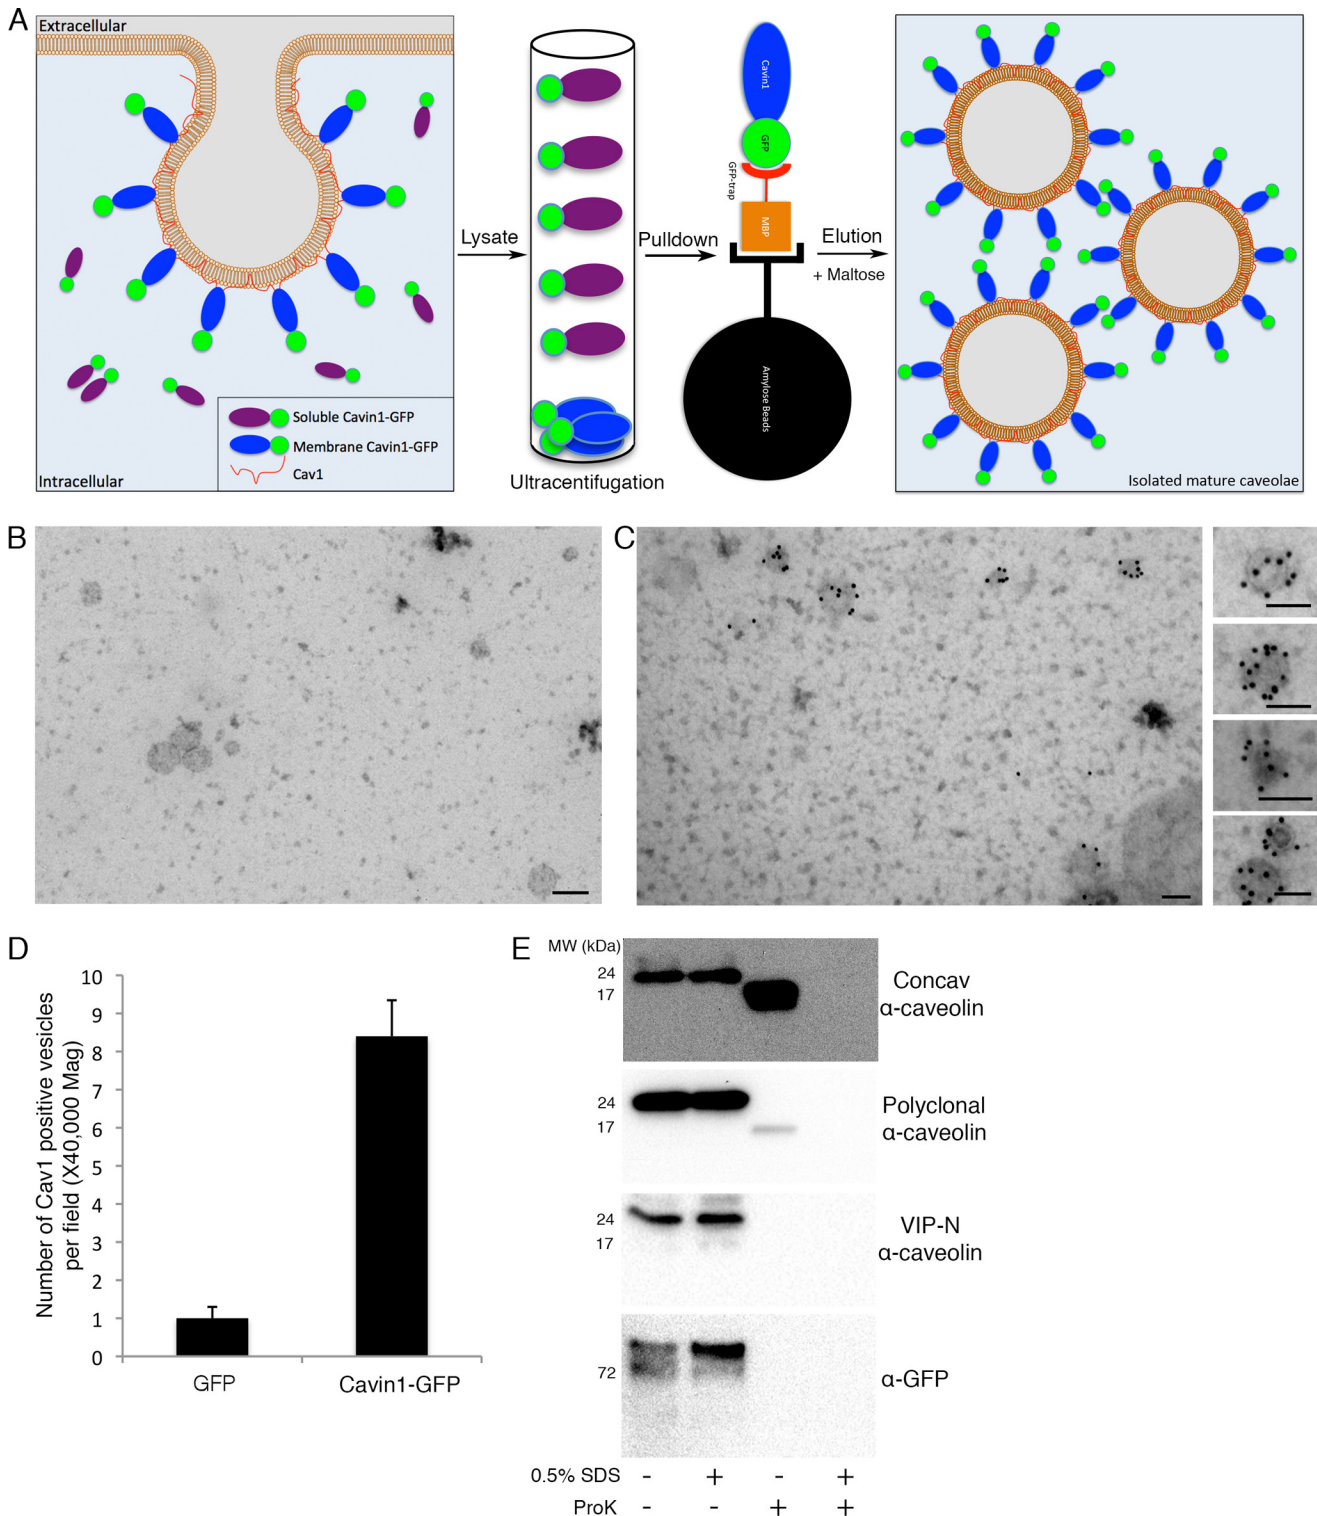 A
Extracellular
Intracellular
Soluble Cavin1-GFP
Membrane Cavin1-GFP
Cav1
Lysate
Ultracentifugation
Pulldown
Cavin1
GFP
GFP-trap
MBP
Amylose Beads
Elution
+ Maltose
Isolated mature caveolae
B
C
D
Number of Cav1 positive vesicles
per field (X40,000 Mag)
10
9
8
7
6
5
4
3
2
1
0
GFP
Cavin1-GFP
E
MW (kDa)
24
17
Concav
α-caveolin
24
17
Polyclonal
α-caveolin
24
17
VIP-N
α-caveolin
72
α-GFP
0.5% SDS - + - +
ProK - - + +